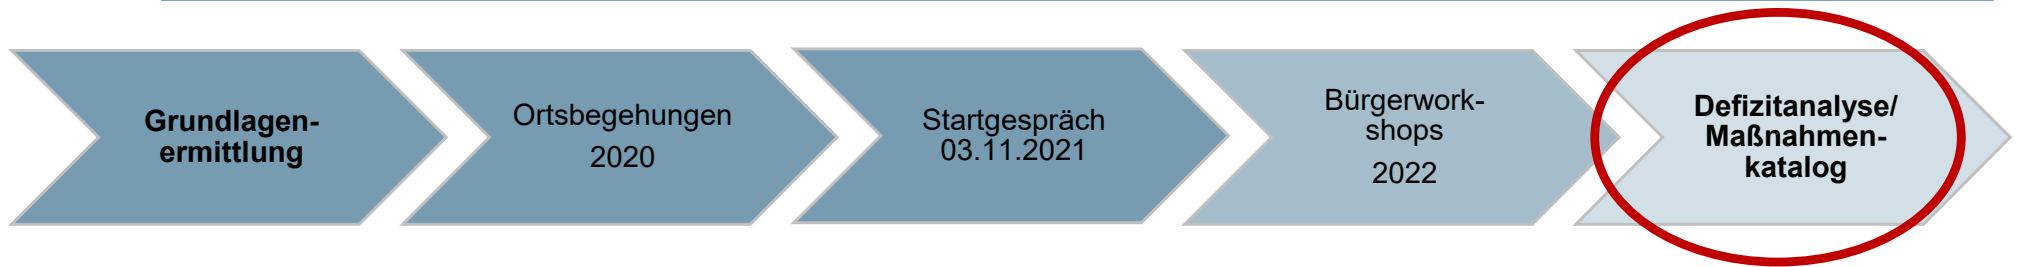 Grundlagen-
ermittlung
Ortsbegehungen
2020
Startgespräch
03.11.2021
Bürgerwork-
shops
2022
Defizitanalyse/
Maßnahmen-
katalog